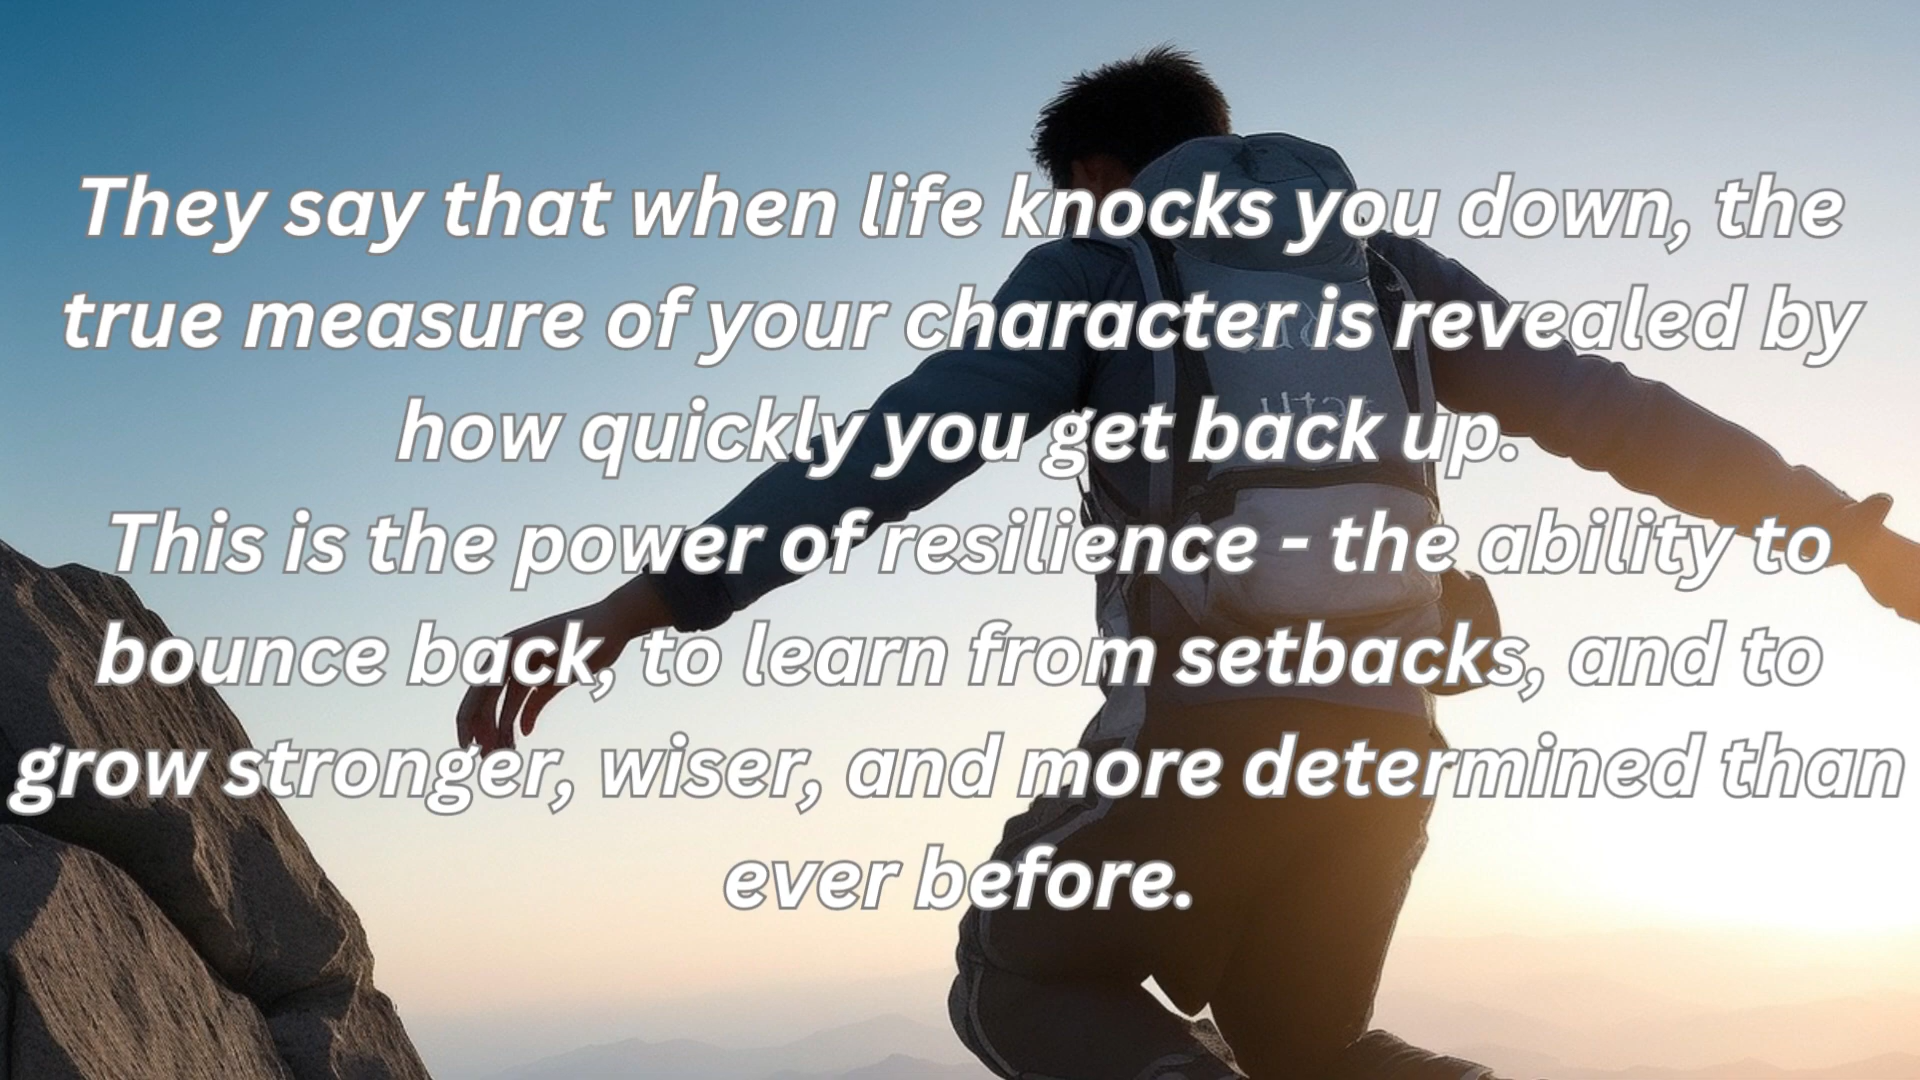 They say that when life knocks you down, the
true measure of your character is revealed by
how quickly you get back up.
This is the power of resilience - the ability to
bounce back, to learn from setbacks, and to
grow stronger, wiser, and more determined than
ever before.